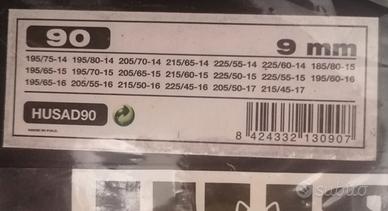 90
9 mm
195/75-14 195/80-14 205/70-14 215/65-14 225/55-14 225/60-14 185/80-15
195/65-15 195/70-15 205/65-15 215/60-15 225/50-15 225/55-15 195/60-16
195/65-16 205/55-16 215/50-16 225/45-16 205/50-17 215/45-17
HUSAD90
8 424332 130907
subito